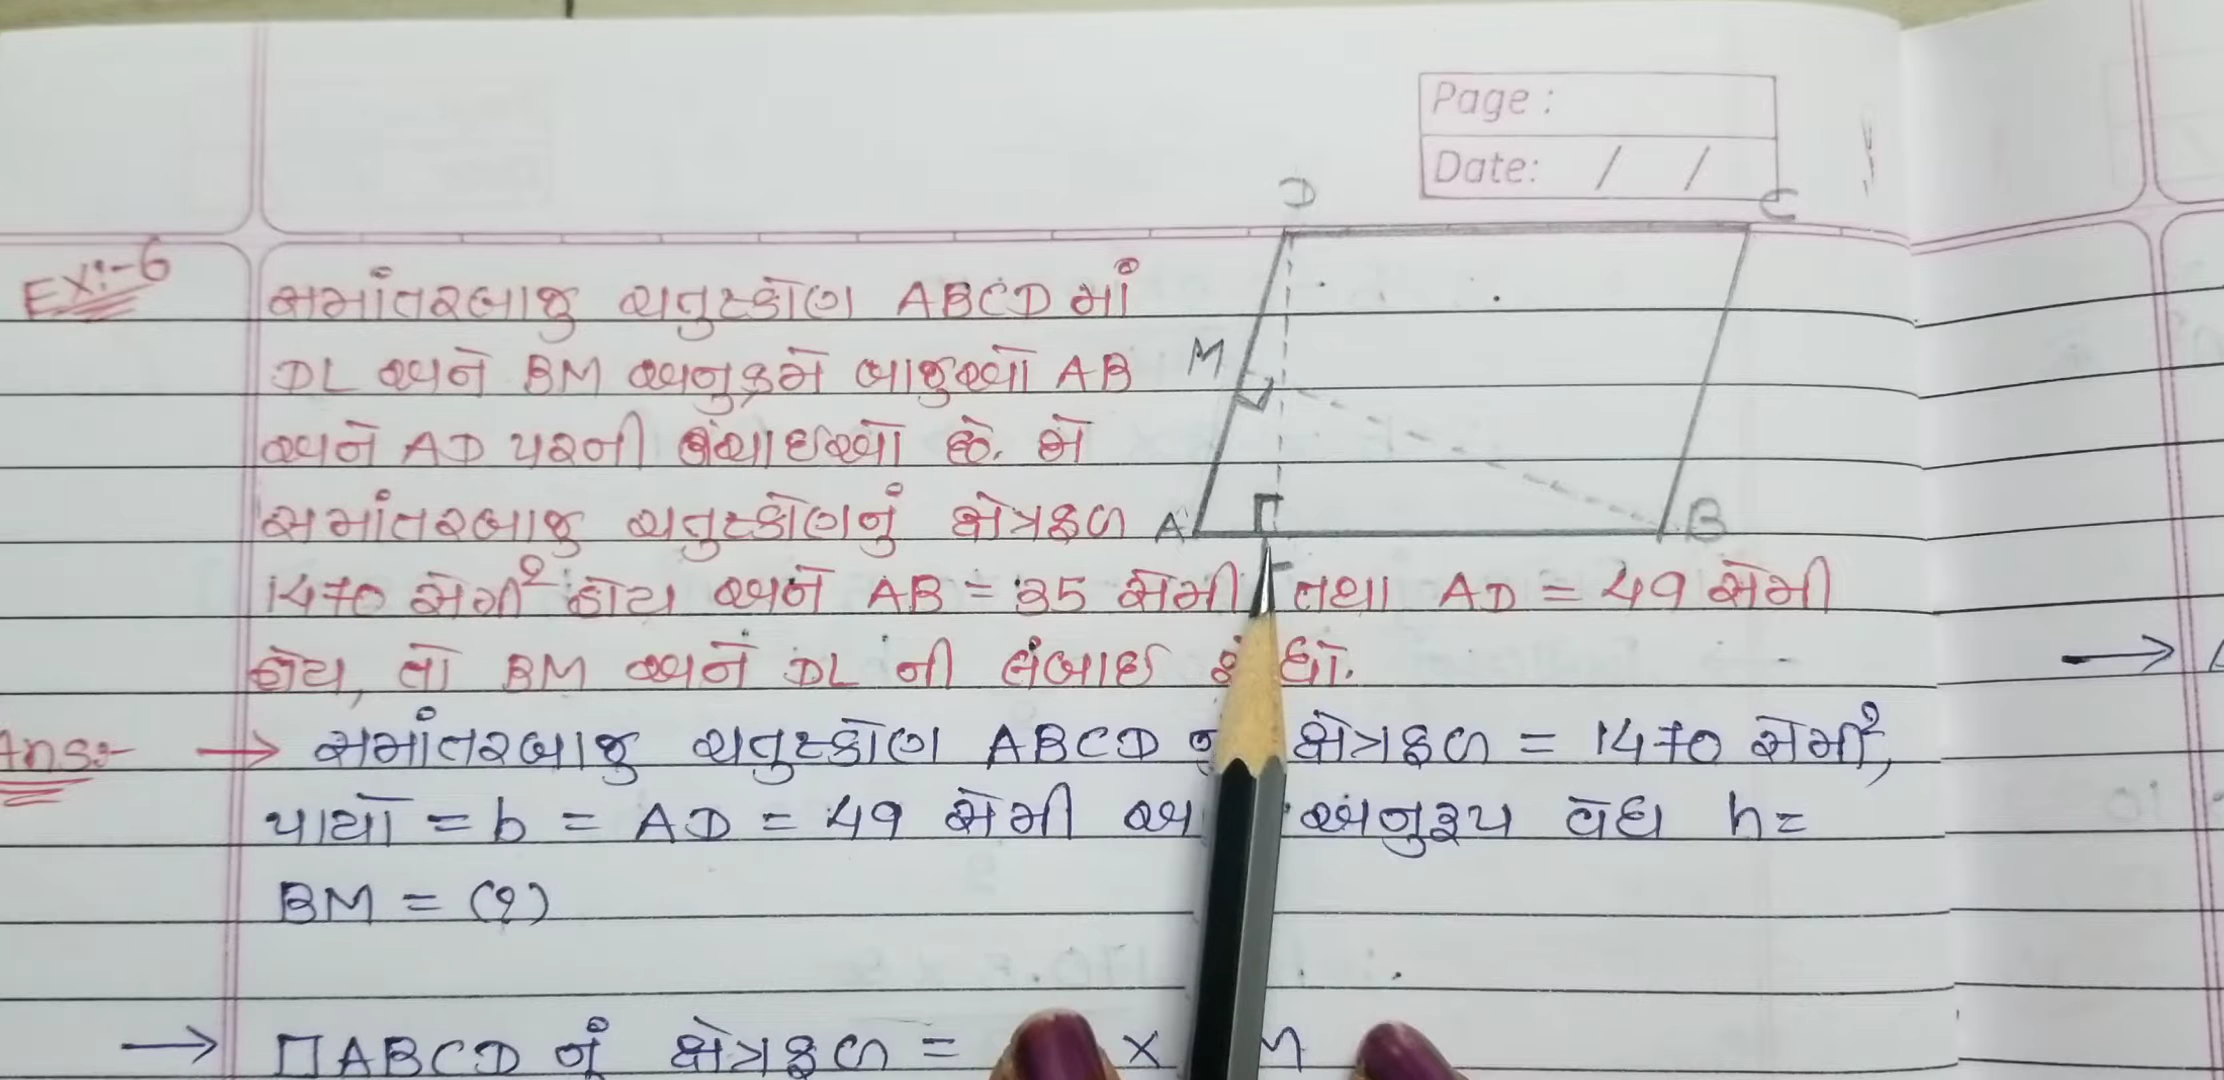 Page :
Date: / /
D C
Ex:-6
સમાંતરબાજુ ચતુષ્કોણ ABCD માં
DL અને BM અનુક્રમે બાજુઓ AB
M
અને AD પરની ઊંચાઈઓ છે. જો
સમાંતરબાજુ ચતુષ્કોણનું ક્ષેત્રફળ
A B
1470 સેમી² હોય અને AB = 35 સેમી તથા AD = 49 સેમી
હોય, તો BM અને DL ની લંબાઈ શોધો.
Ans:- → સમાંતરબાજુ ચતુષ્કોણ ABCD નું ક્ષેત્રફળ = 1470 સેમી²,
પાયો = b = AD = 49 સેમી અનુરૂપ વેધ h =
BM = (?)
→ □ABCD નું ક્ષેત્રફળ = ×